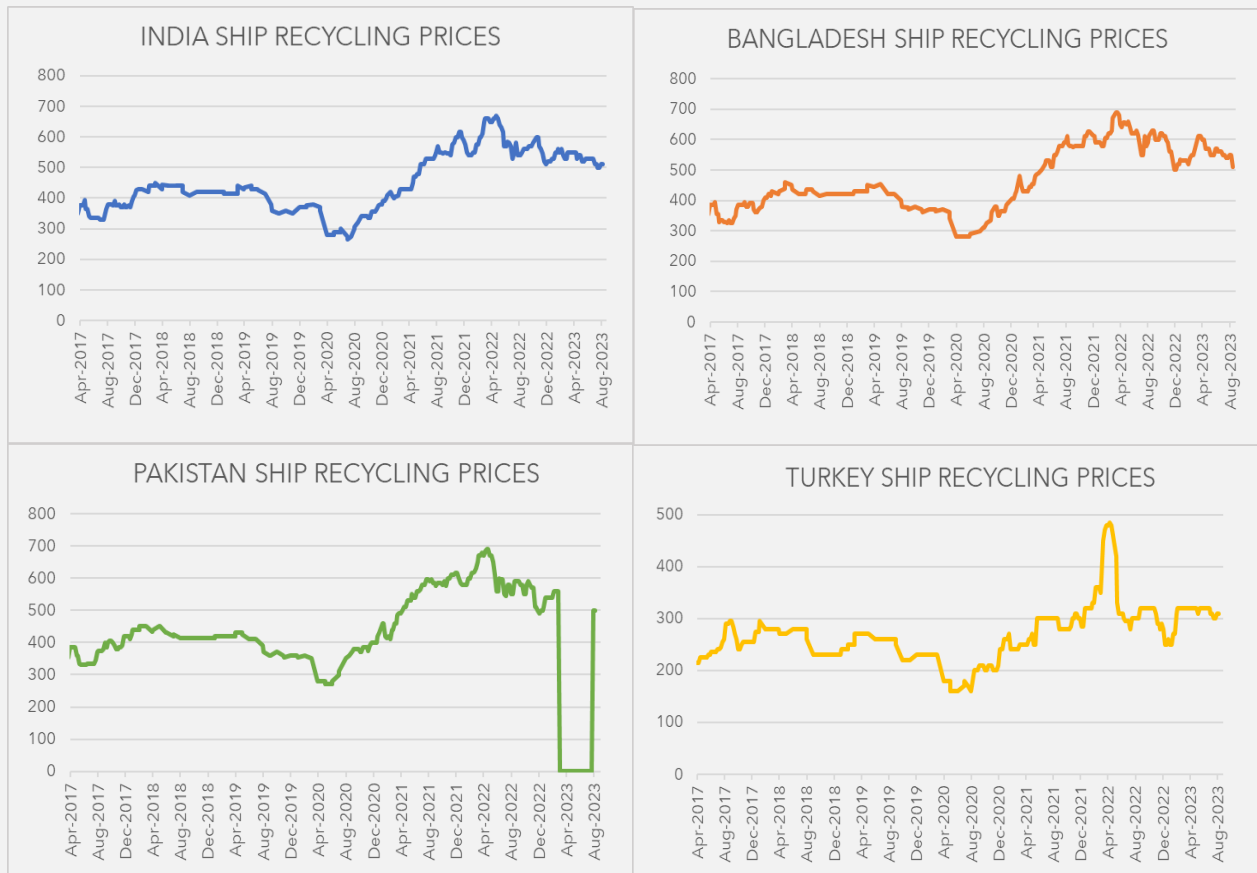 INDIA SHIP RECYCLING PRICES
800
700
600
500
400
300
200
100
0
Apr-2017
Aug-2017
Dec-2017
Apr-2018
Aug-2018
Dec-2018
Apr-2019
Aug-2019
Dec-2019
Apr-2020
Aug-2020
Dec-2020
Apr-2021
Aug-2021
Dec-2021
Apr-2022
Aug-2022
Dec-2022
Apr-2023
Aug-2023
BANGLADESH SHIP RECYCLING PRICES
800
700
600
500
400
300
200
100
0
Apr-2017
Aug-2017
Dec-2017
Apr-2018
Aug-2018
Dec-2018
Apr-2019
Aug-2019
Dec-2019
Apr-2020
Aug-2020
Dec-2020
Apr-2021
Aug-2021
Dec-2021
Apr-2022
Aug-2022
Dec-2022
Apr-2023
Aug-2023
PAKISTAN SHIP RECYCLING PRICES
800
700
600
500
400
300
200
100
0
Apr-2017
Aug-2017
Dec-2017
Apr-2018
Aug-2018
Dec-2018
Apr-2019
Aug-2019
Dec-2019
Apr-2020
Aug-2020
Dec-2020
Apr-2021
Aug-2021
Dec-2021
Apr-2022
Aug-2022
Dec-2022
Apr-2023
Aug-2023
TURKEY SHIP RECYCLING PRICES
500
400
300
200
100
0
Apr-2017
Aug-2017
Dec-2017
Apr-2018
Aug-2018
Dec-2018
Apr-2019
Aug-2019
Dec-2019
Apr-2020
Aug-2020
Dec-2020
Apr-2021
Aug-2021
Dec-2021
Apr-2022
Aug-2022
Dec-2022
Apr-2023
Aug-2023